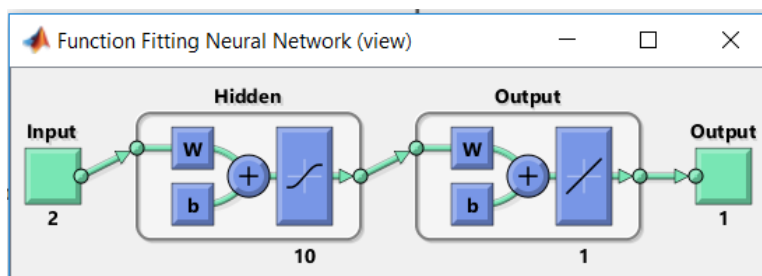 Function Fitting Neural Network (view)
Hidden
Output
Input
Output
W
W
b
b
2
10
1
1